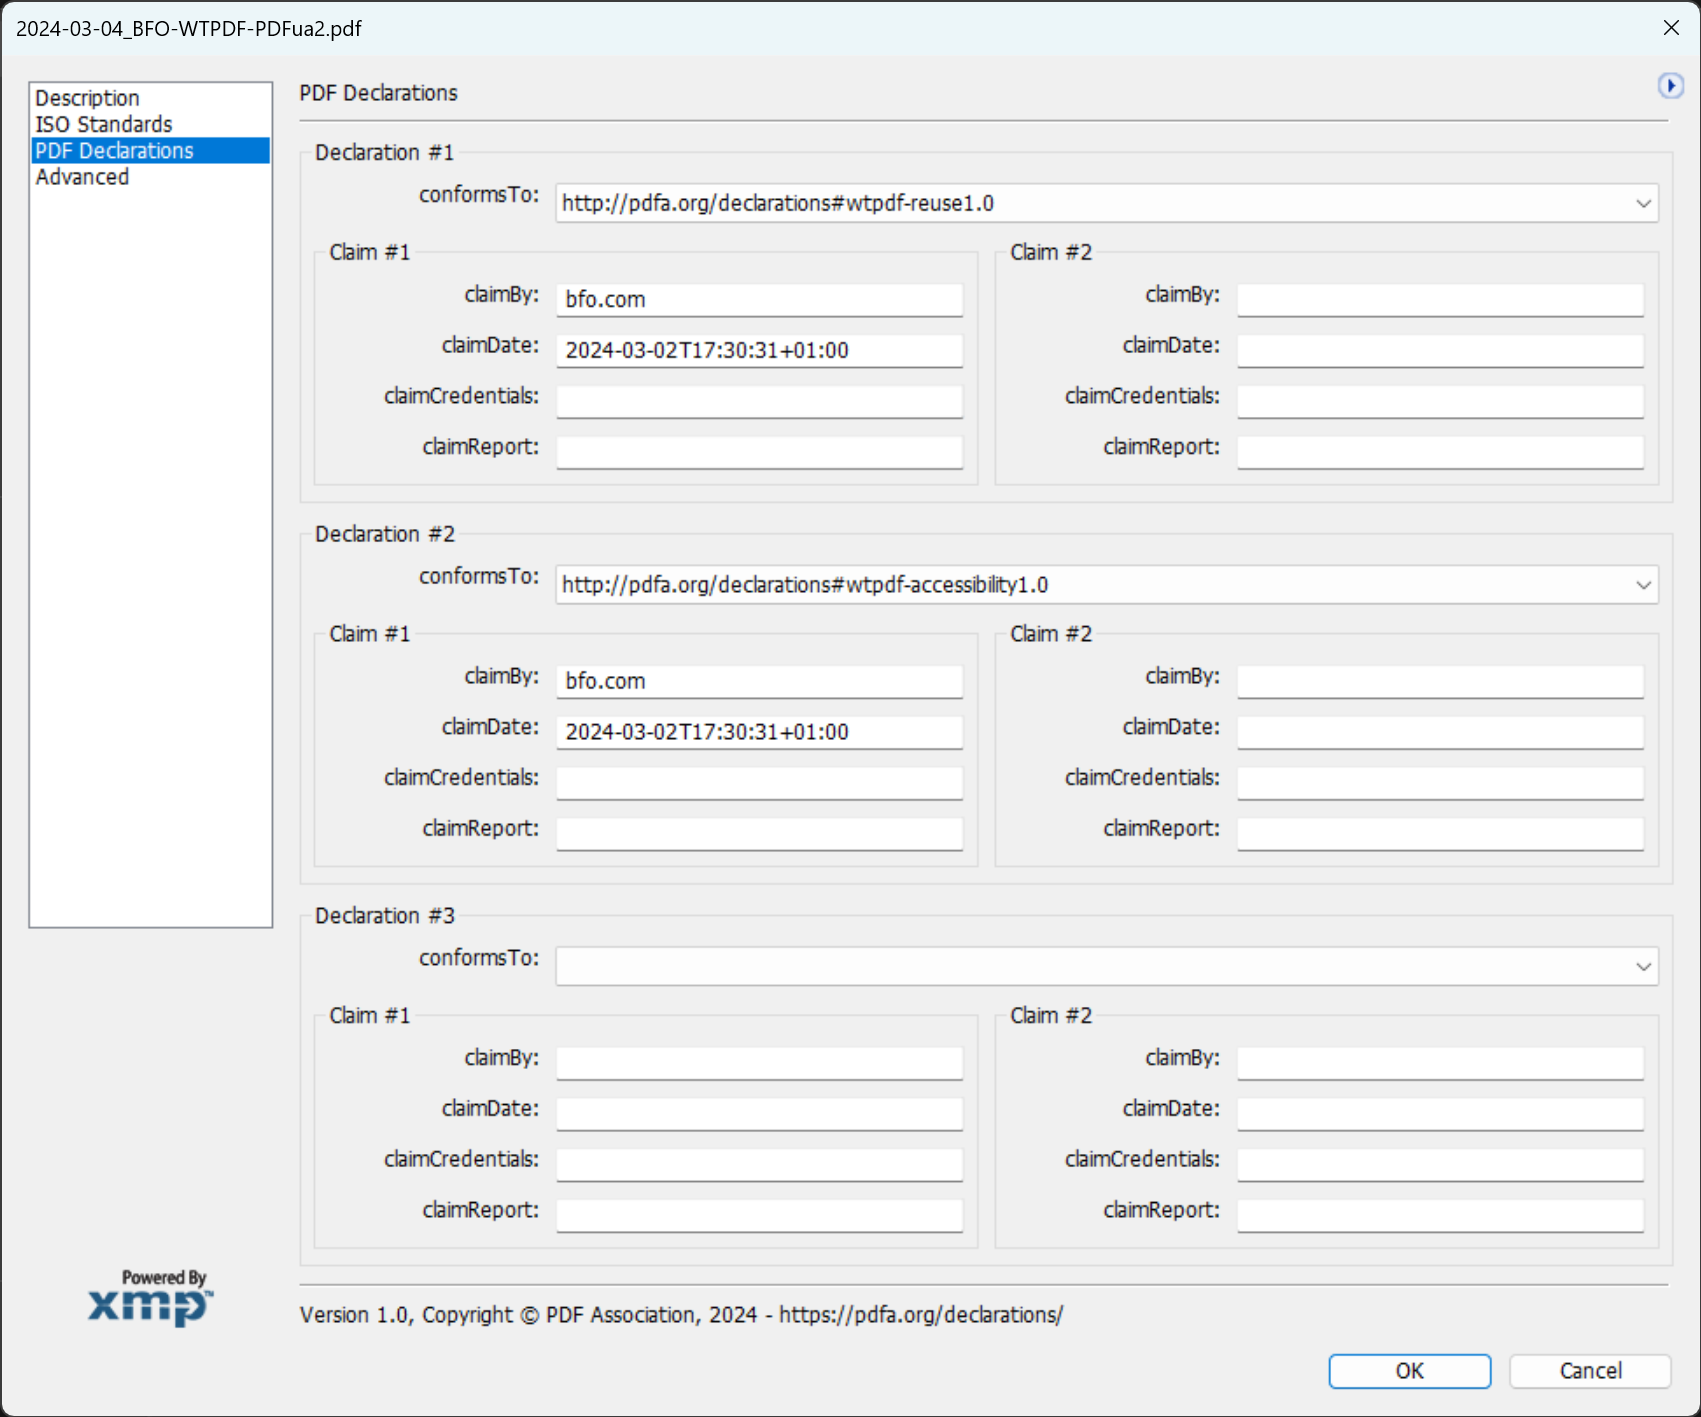 2024-03-04_BFO-WTPDF-PDFua2.pdf
Description
ISO Standards
PDF Declarations
Advanced
PDF Declarations
Declaration #1
conformsTo: http://pdfa.org/declarations#wtpdf-reuse1.0
Claim #1
claimBy: bfo.com
claimDate: 2024-03-02T17:30:31+01:00
claimCredentials:
claimReport:
Claim #2
claimBy:
claimDate:
claimCredentials:
claimReport:
Declaration #2
conformsTo: http://pdfa.org/declarations#wtpdf-accessibility1.0
Claim #1
claimBy: bfo.com
claimDate: 2024-03-02T17:30:31+01:00
claimCredentials:
claimReport:
Claim #2
claimBy:
claimDate:
claimCredentials:
claimReport:
Declaration #3
conformsTo:
Claim #1
claimBy:
claimDate:
claimCredentials:
claimReport:
Claim #2
claimBy:
claimDate:
claimCredentials:
claimReport:
Powered By
xmp™
Version 1.0, Copyright © PDF Association, 2024 - https://pdfa.org/declarations/
OK
Cancel